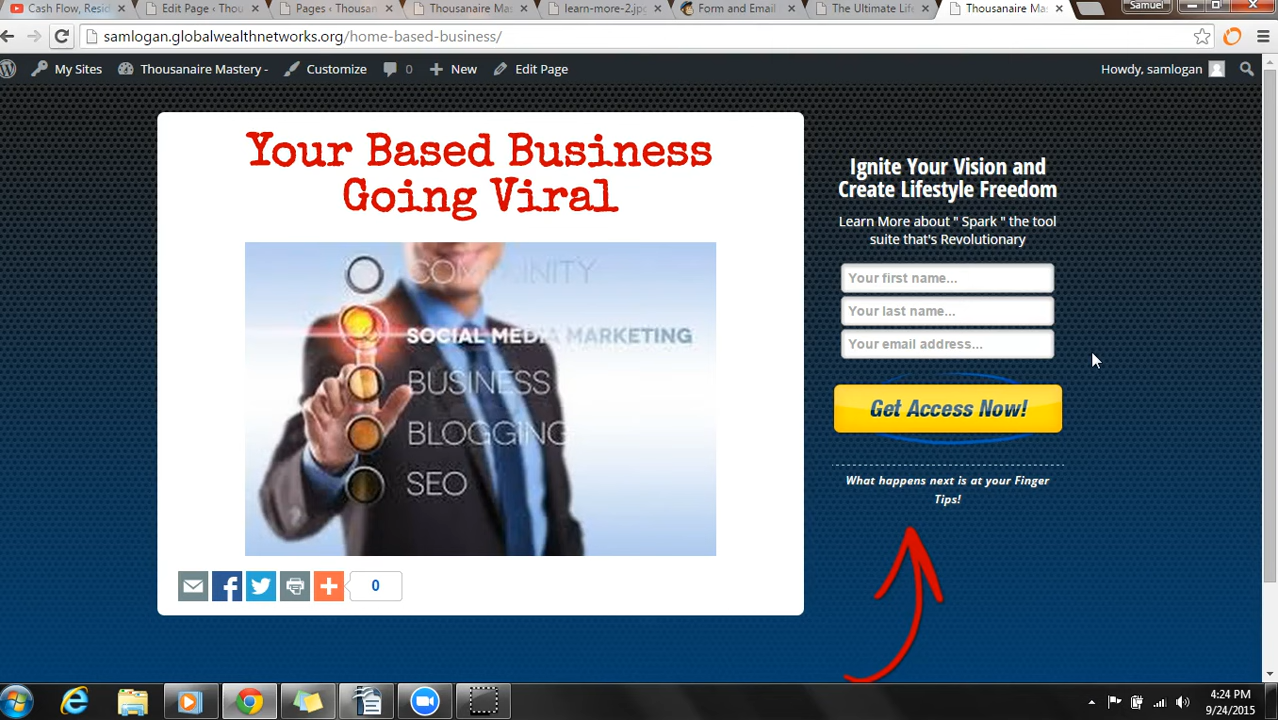 Cash Flow, Resid
Edit Page ‹ Thou
Pages ‹ Thousan
Thousanaire Mas
learn-more-2.jpg
Form and Email
The Ultimate Life
Thousanaire Mas
Samuel
samlogan.globalwealthnetworks.org/home-based-business/
My Sites
Thousanaire Mastery -
Customize
0
New
Edit Page
Howdy, samlogan
Your Based Business
Going Viral
COMMUNITY
SOCIAL MEDIA MARKETING
BUSINESS
BLOGGING
SEO
0
Ignite Your Vision and
Create Lifestyle Freedom
Learn More about " Spark " the tool
suite that's Revolutionary
Your first name...
Your last name...
Your email address...
Get Access Now!
What happens next is at your Finger
Tips!
4:24 PM
9/24/2015